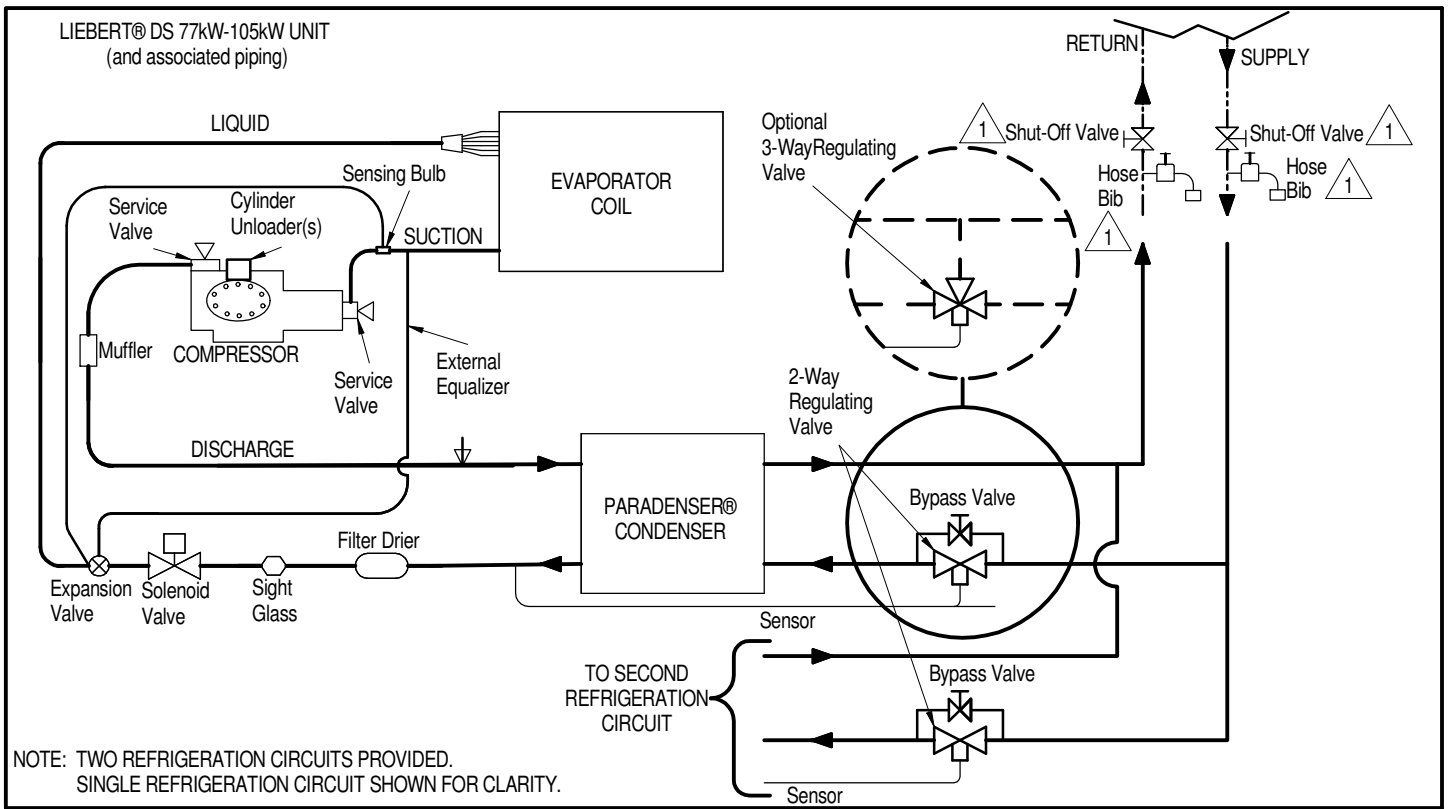 LIEBERT® DS 77kW-105kW UNIT
(and associated piping)
RETURN
SUPPLY
LIQUID
Optional
3-WayRegulating
Valve
1
Shut-Off Valve
Shut-Off Valve
1
Sensing Bulb
EVAPORATOR
COIL
Hose
Bib
1
Hose
Bib
1
Service
Valve
Cylinder
Unloader(s)
SUCTION
Muffler
COMPRESSOR
Service
Valve
External
Equalizer
2-Way
Regulating
Valve
DISCHARGE
PARADENSER®
CONDENSER
Bypass Valve
Filter Drier
Expansion
Valve
Solenoid
Valve
Sight
Glass
Sensor
TO SECOND
REFRIGERATION
CIRCUIT
Bypass Valve
Sensor
NOTE: TWO REFRIGERATION CIRCUITS PROVIDED.
SINGLE REFRIGERATION CIRCUIT SHOWN FOR CLARITY.